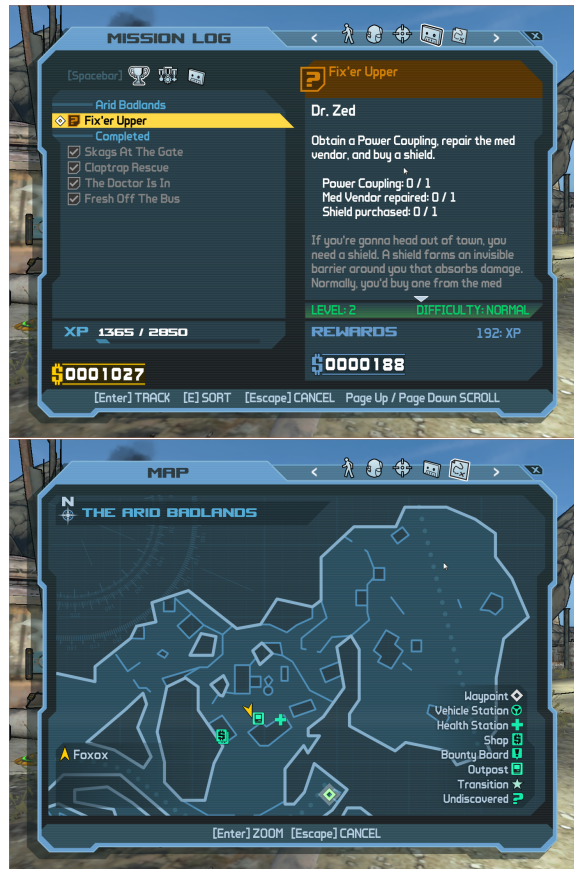 MISSION LOG
< >
X
[Spacebar]
Arid Badlands
Fix'er Upper
Completed
Skags At The Gate
Claptrap Rescue
The Doctor Is In
Fresh Off The Bus
XP 1365 / 2850
$0001027
Fix'er Upper
Dr. Zed
Obtain a Power Coupling, repair the med
vendor, and buy a shield.
Power Coupling: 0 / 1
Med Vendor repaired: 0 / 1
Shield purchased: 0 / 1
If you're gonna head out of town, you
need a shield. A shield forms an invisible
barrier around you that absorbs damage.
Normally, you'd buy one from the med
LEVEL: 2 DIFFICULTY: NORMAL
REWARDS 192: XP
$0000188
[Enter] TRACK [E] SORT [Escape] CANCEL Page Up / Page Down SCROLL
MAP
< >
X
N
THE ARID BADLANDS
Waypoint
Vehicle Station
Health Station
Shop
Bounty Board
Outpost
Transition
Undiscovered
Foxox
[Enter] ZOOM [Escape] CANCEL